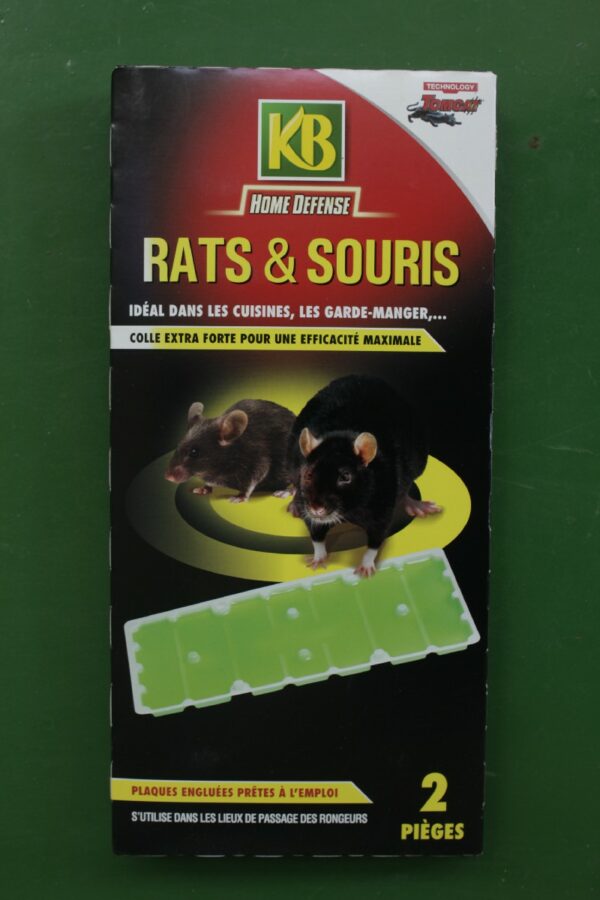 TECHNOLOGY
TOMCAT
KB
HOME DEFENSE
RATS & SOURIS
IDÉAL DANS LES CUISINES, LES GARDE-MANGER,...
COLLE EXTRA FORTE POUR UNE EFFICACITÉ MAXIMALE
PLAQUES ENGLUÉES PRÊTES À L'EMPLOI
S'UTILISE DANS LES LIEUX DE PASSAGE DES RONGEURS
2
PIÈGES